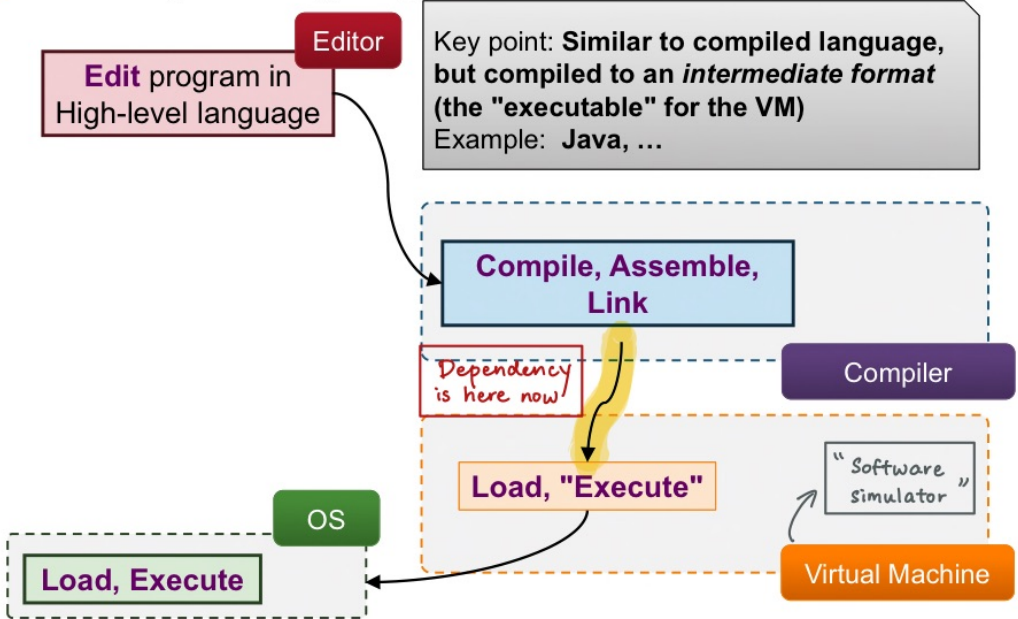 Editor
Edit program in
High-level language
Key point: Similar to compiled language,
but compiled to an intermediate format
(the "executable" for the VM)
Example: Java, …
Compile, Assemble,
Link
Compiler
Dependency
is here now
Load, "Execute"
"Software
simulator"
Virtual Machine
OS
Load, Execute